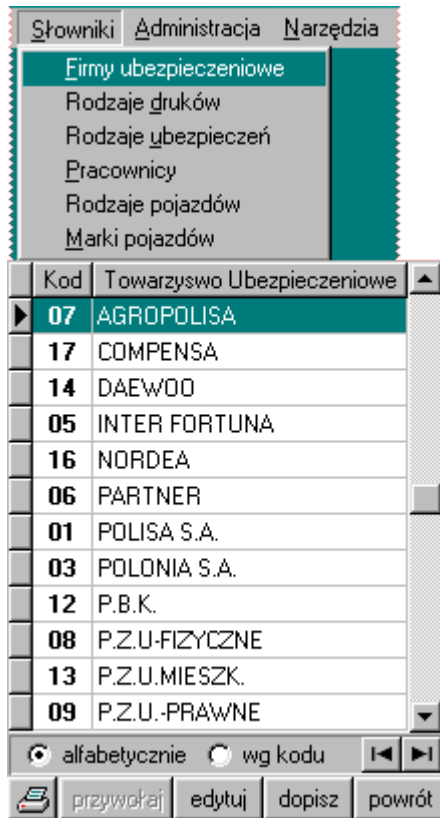 Słowniki Administracja Narzędzia
Firmy ubezpieczeniowe
Rodzaje druków
Rodzaje ubezpieczeń
Pracownicy
Rodzaje pojazdów
Marki pojazdów
Kod Towarzyswo Ubezpieczeniowe
07 AGROPOLISA
17 COMPENSA
14 DAEWOO
05 INTER FORTUNA
16 NORDEA
06 PARTNER
01 POLISA S.A.
03 POLONIA S.A.
12 P.B.K.
08 P.Z.U-FIZYCZNE
13 P.Z.U.MIESZK.
09 P.Z.U.-PRAWNE
alfabetycznie wg kodu
przywołaj edytuj dopisz powrót